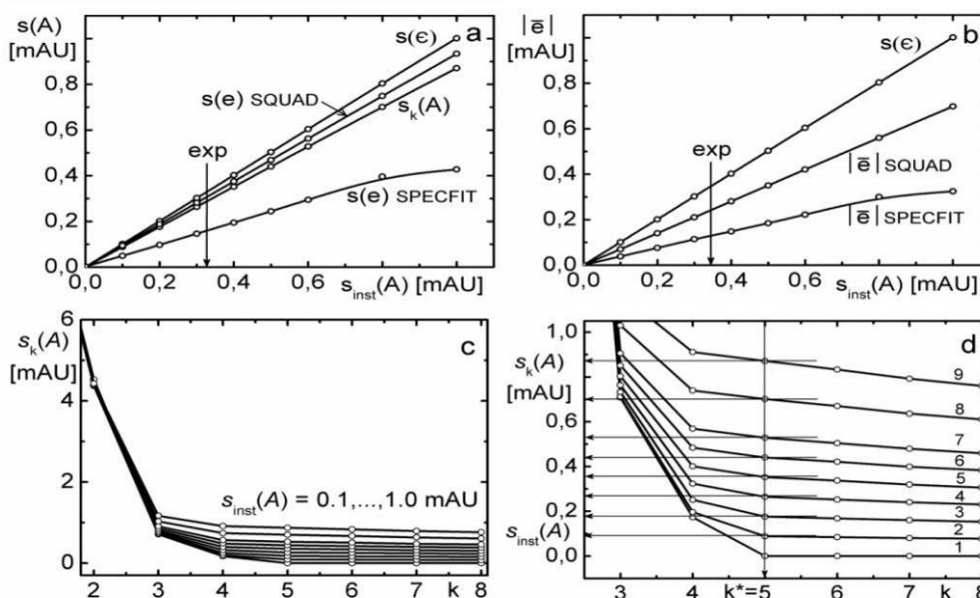 s(A)
[mAU]
a
s(ϵ)
s(e) SQUAD
s_k(A)
exp
s(e) SPECFIT
0,8
0,6
0,4
0,2
0,0
0,0 0,2 0,4 0,6
s_inst(A) [mAU]
|e̅|
[mAU]
b
s(ϵ)
exp
|e̅| SQUAD
|e̅| SPECFIT
0,8
0,6
0,4
0,2
0,0
0,0 0,2 0,4 0,6
s_inst(A) [mAU]
6
s_k(A)
[mAU]
c
4
2
s_inst(A) = 0.1,...,1.0 mAU
0
2 3 4 5 6 7 k 8
1,0
d
s_k(A)
[mAU]
9
8
7
6
5
4
3
2
1
0,4
0,2
s_inst(A)
0,0
3 4 k*=5 6 7 k 8